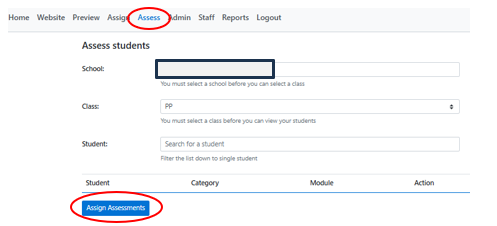 Home Website Preview Assign Assess Admin Staff Reports Logout
Assess students
School:
You must select a school before you can select a class
Class: PP
You must select a class before you can view your students
Student: Search for a student
Filter the list down to single student
Student Category Module Action
Assign Assessments